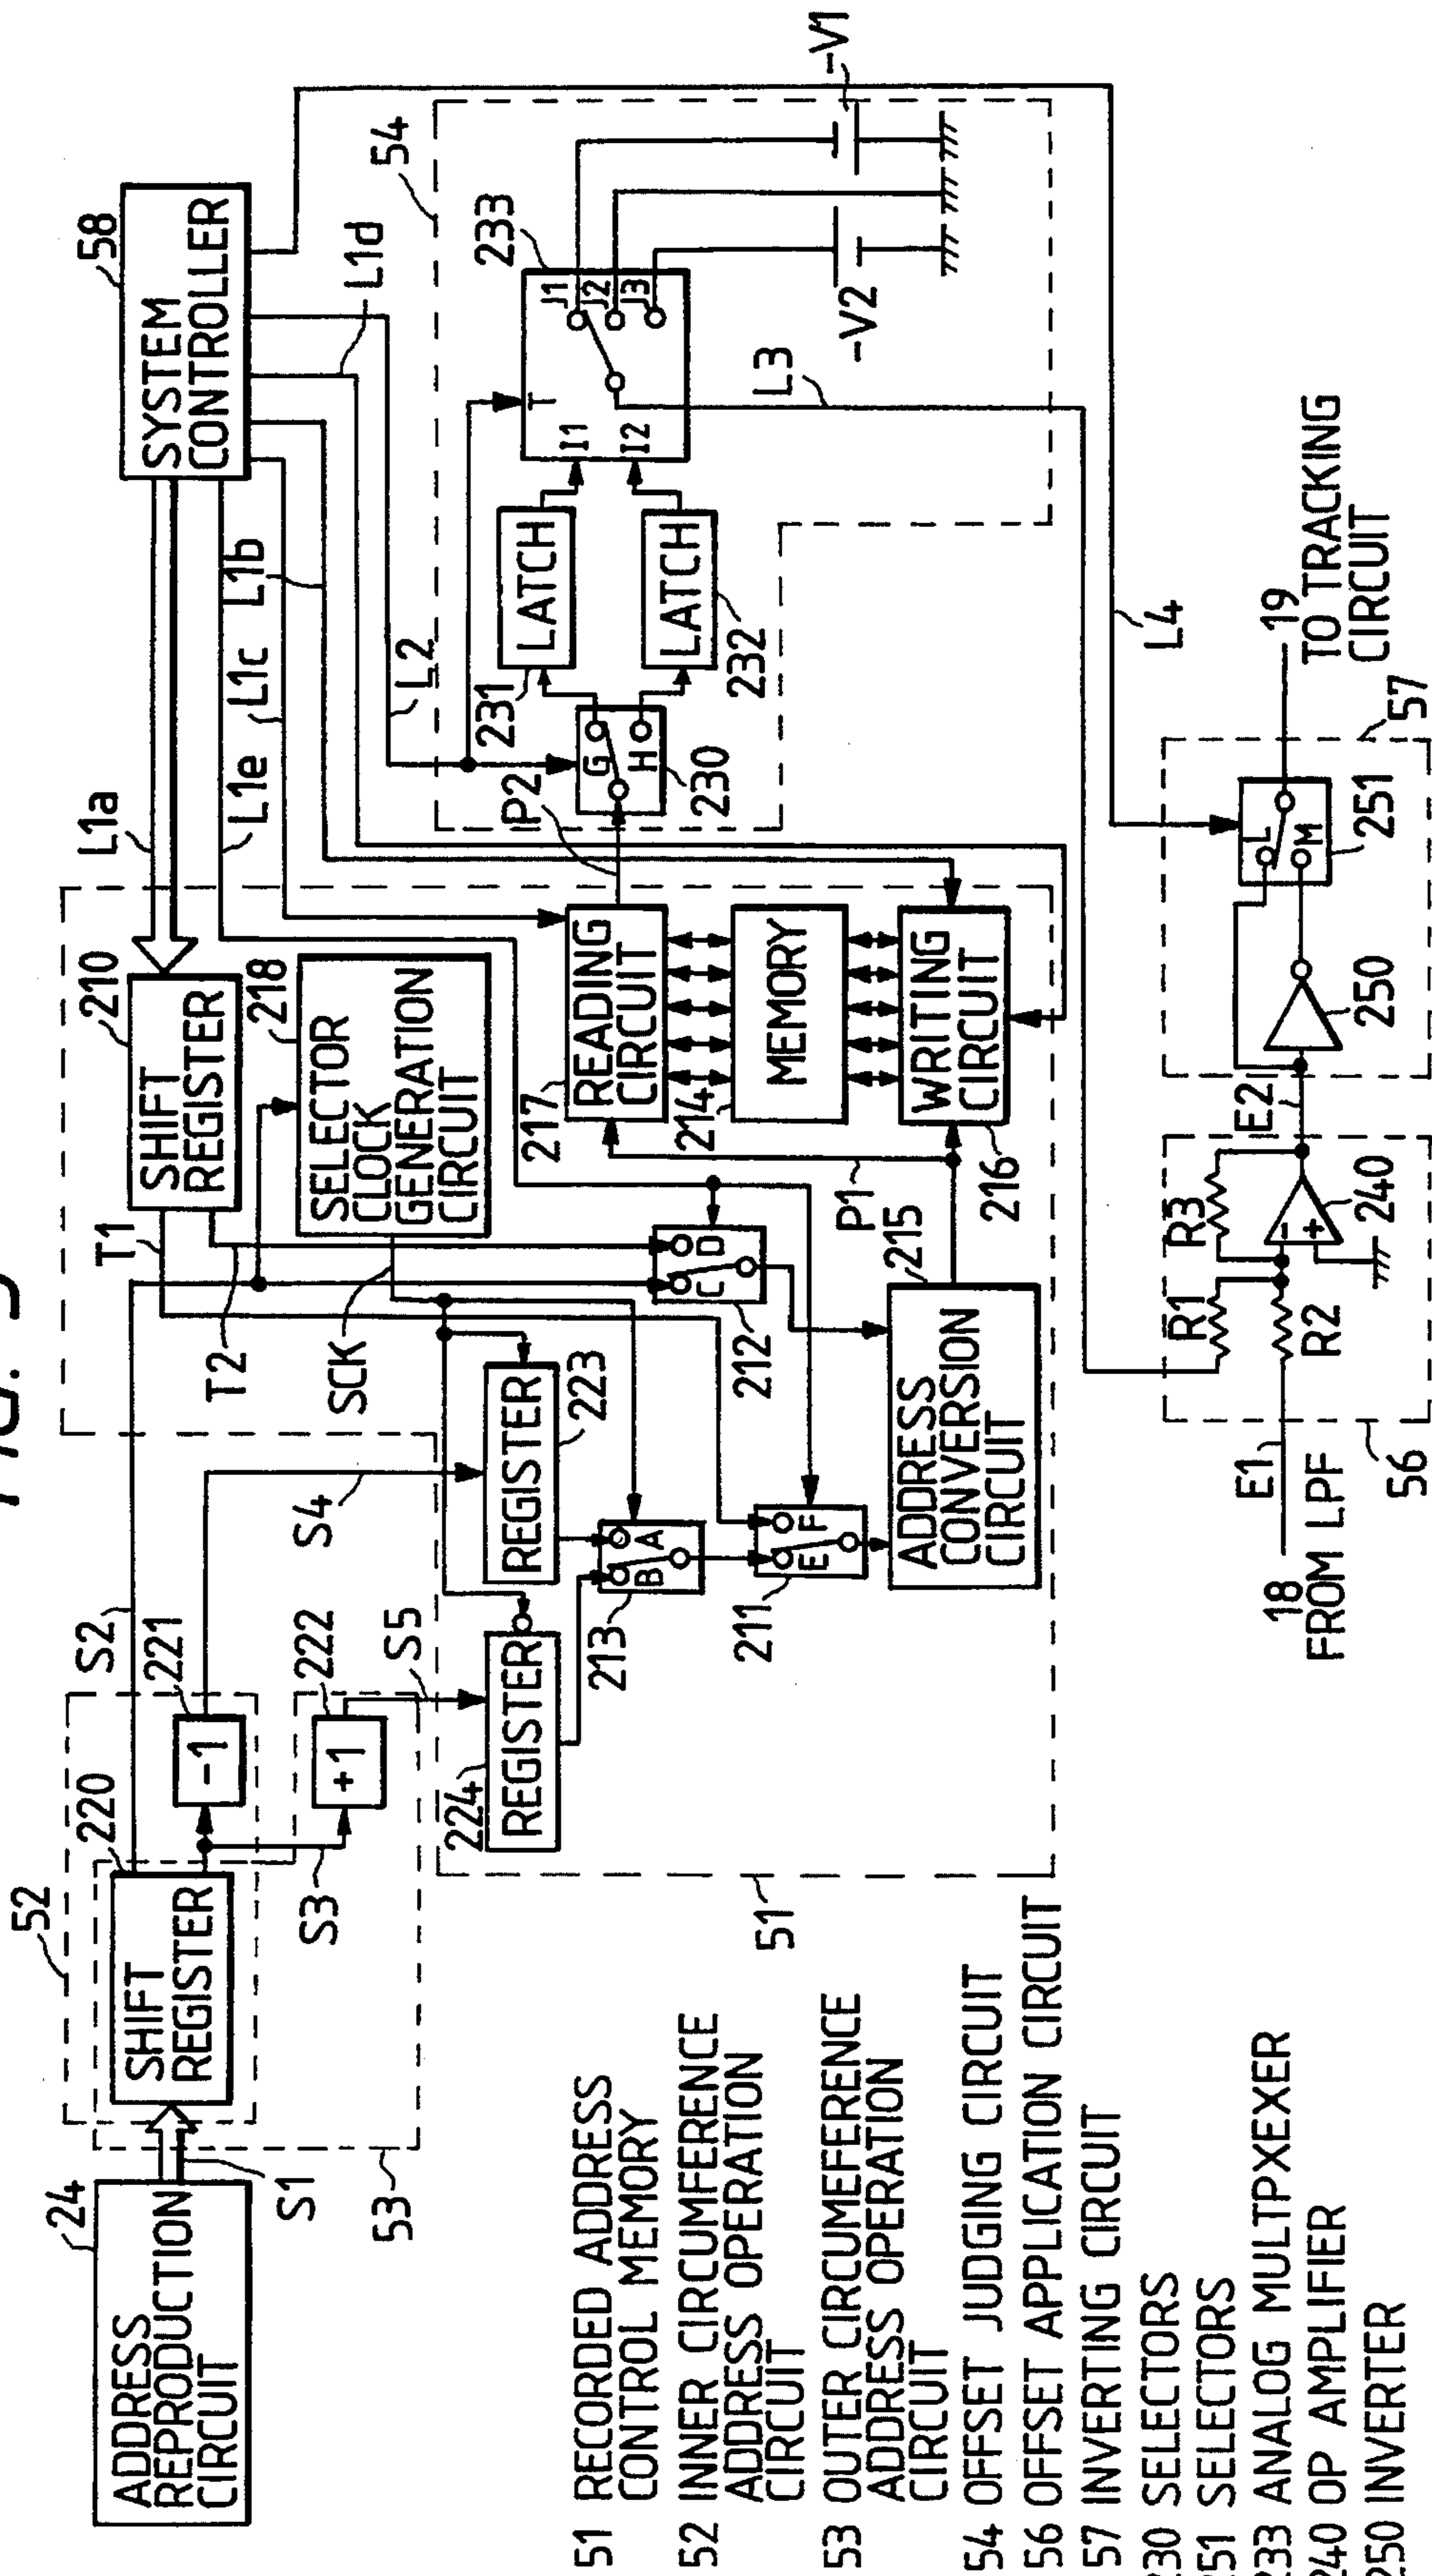 FIG. 5
24
ADDRESS
REPRODUCTION
CIRCUIT
S1
53
52
SHIFT
REGISTER
220
S3
-1
221
+1
222
S2
S4
S5
224
REGISTER
REGISTER
223
T1
T2
SCK
SHIFT
REGISTER
210
L1a
218
SELECTOR
CLOCK
GENERATION
CIRCUIT
L1e
L1c
L1b
L1d
L2
58
SYSTEM
CONTROLLER
B
A
213
E
F
211
C
D
212
ADDRESS
CONVERSION
CIRCUIT
215
P1
217
READING
CIRCUIT
214
MEMORY
WRITING
CIRCUIT
216
51
P2
G
H
230
231
LATCH
LATCH
232
54
233
I1
I2
T
J1
J2
J3
L3
-V2
-V1
L4
18
FROM LPF
E1
56
R1
R2
R3
-
+
240
E2
250
L
M
251
57
19
TO TRACKING
CIRCUIT
51 RECORDED ADDRESS
CONTROL MEMORY
52 INNER CIRCUMFERENCE
ADDRESS OPERATION
CIRCUIT
53 OUTER CIRCUMEFERENCE
ADDRESS OPERATION
CIRCUIT
54 OFFSET JUDGING CIRCUIT
56 OFFSET APPLICATION CIRCUIT
57 INVERTING CIRCUIT
230 SELECTORS
251 SELECTORS
233 ANALOG MULTPXEXER
240 OP AMPLIFIER
250 INVERTER